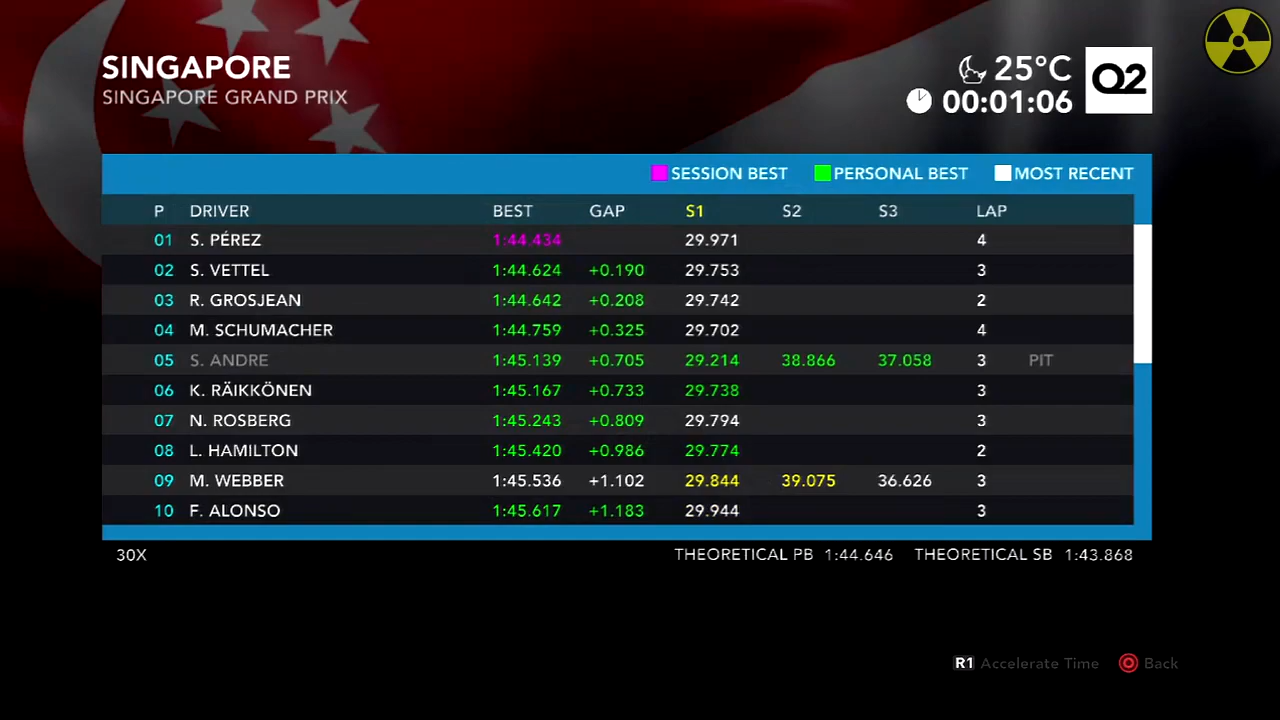 SINGAPORE
SINGAPORE GRAND PRIX
25°C
00:01:06
Q2
SESSION BEST PERSONAL BEST MOST RECENT
P DRIVER BEST GAP S1 S2 S3 LAP
01 S. PÉREZ 1:44.434 29.971 4
02 S. VETTEL 1:44.624 +0.190 29.753 3
03 R. GROSJEAN 1:44.642 +0.208 29.742 2
04 M. SCHUMACHER 1:44.759 +0.325 29.702 4
05 S. ANDRE 1:45.139 +0.705 29.214 38.866 37.058 3 PIT
06 K. RÄIKKÖNEN 1:45.167 +0.733 29.738 3
07 N. ROSBERG 1:45.243 +0.809 29.794 3
08 L. HAMILTON 1:45.420 +0.986 29.774 2
09 M. WEBBER 1:45.536 +1.102 29.844 39.075 36.626 3
10 F. ALONSO 1:45.617 +1.183 29.944 3
30X THEORETICAL PB 1:44.646 THEORETICAL SB 1:43.868
R1 Accelerate Time Back